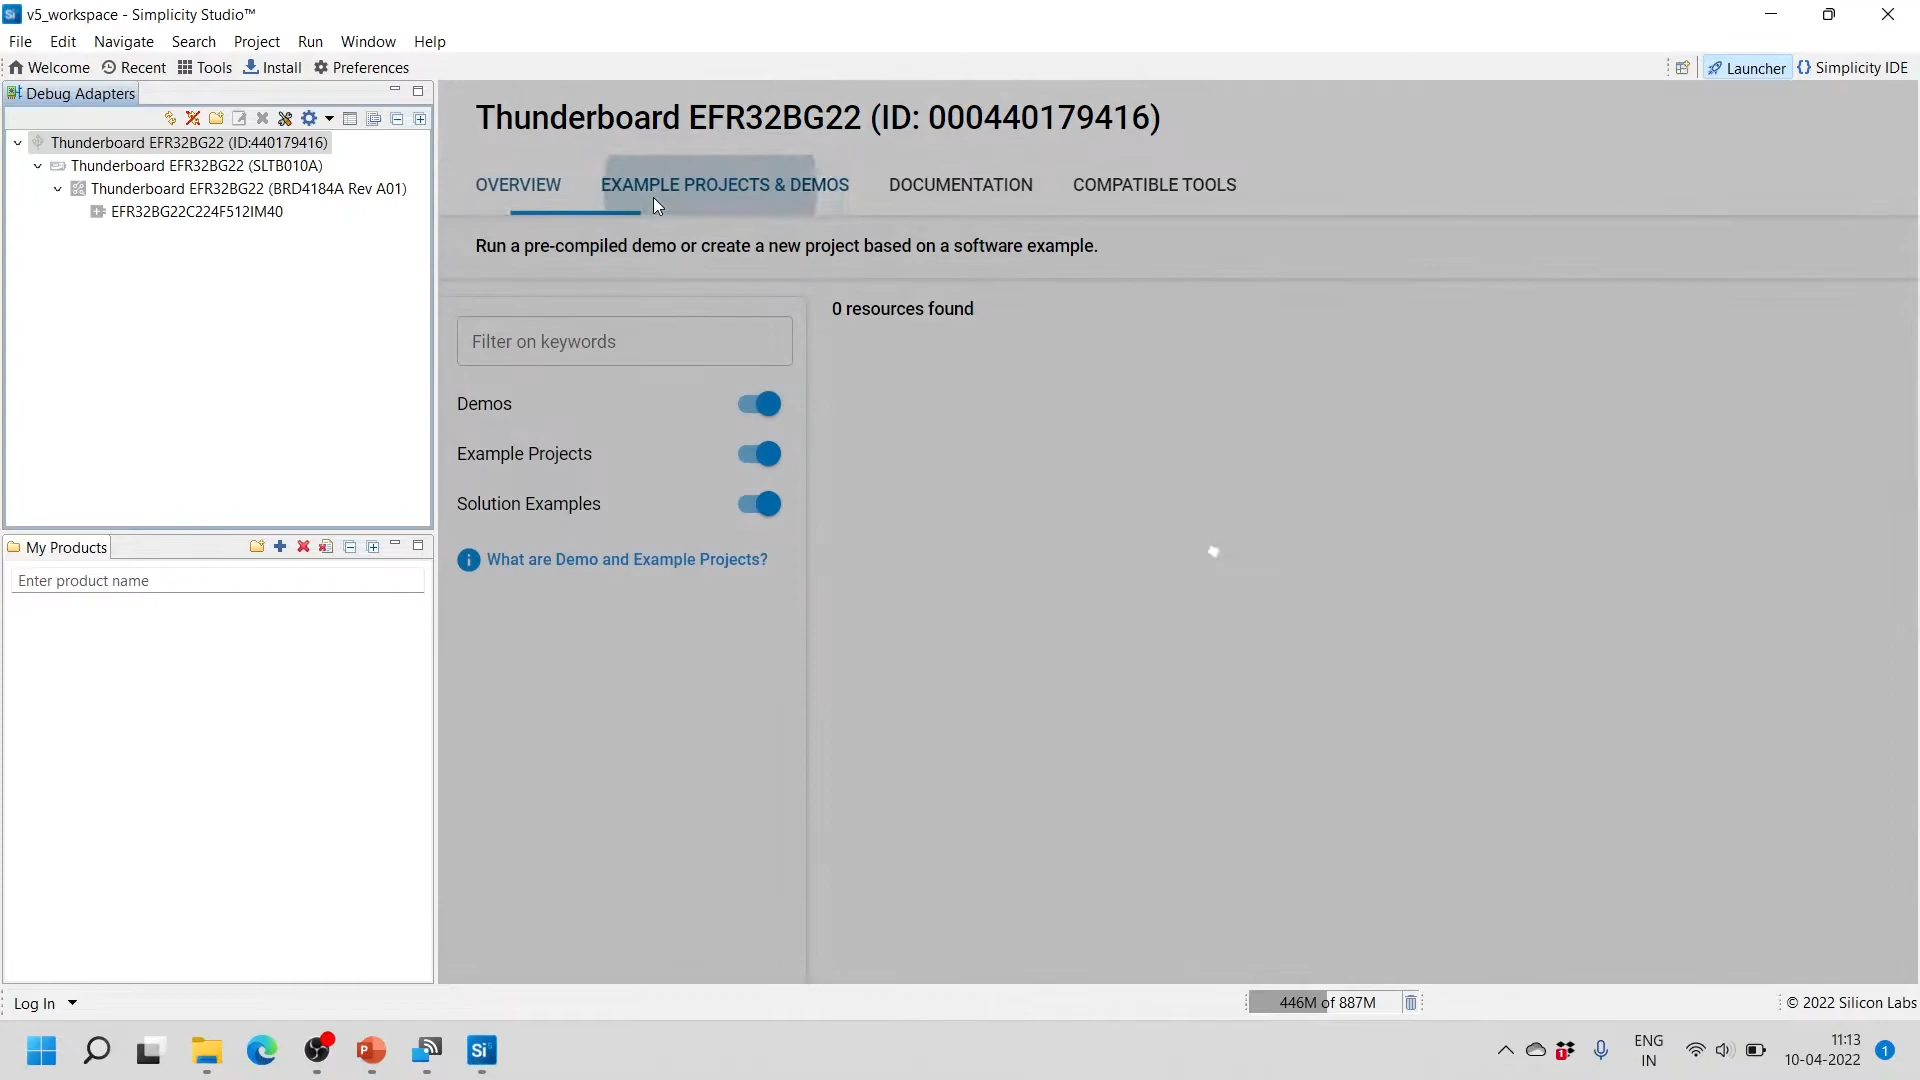 v5_workspace - Simplicity Studio™
File Edit Navigate Search Project Run Window Help
Welcome Recent Tools Install Preferences
Launcher Simplicity IDE
Debug Adapters
Thunderboard EFR32BG22 (ID:440179416)
Thunderboard EFR32BG22 (SLTB010A)
Thunderboard EFR32BG22 (BRD4184A Rev A01)
EFR32BG22C224F512IM40
My Products
Enter product name
Thunderboard EFR32BG22 (ID: 000440179416)
OVERVIEW EXAMPLE PROJECTS & DEMOS DOCUMENTATION COMPATIBLE TOOLS
Run a pre-compiled demo or create a new project based on a software example.
Filter on keywords
Demos
Example Projects
Solution Examples
What are Demo and Example Projects?
0 resources found
Log In
446M of 887M
© 2022 Silicon Labs
ENG
IN
11:13
10-04-2022
1